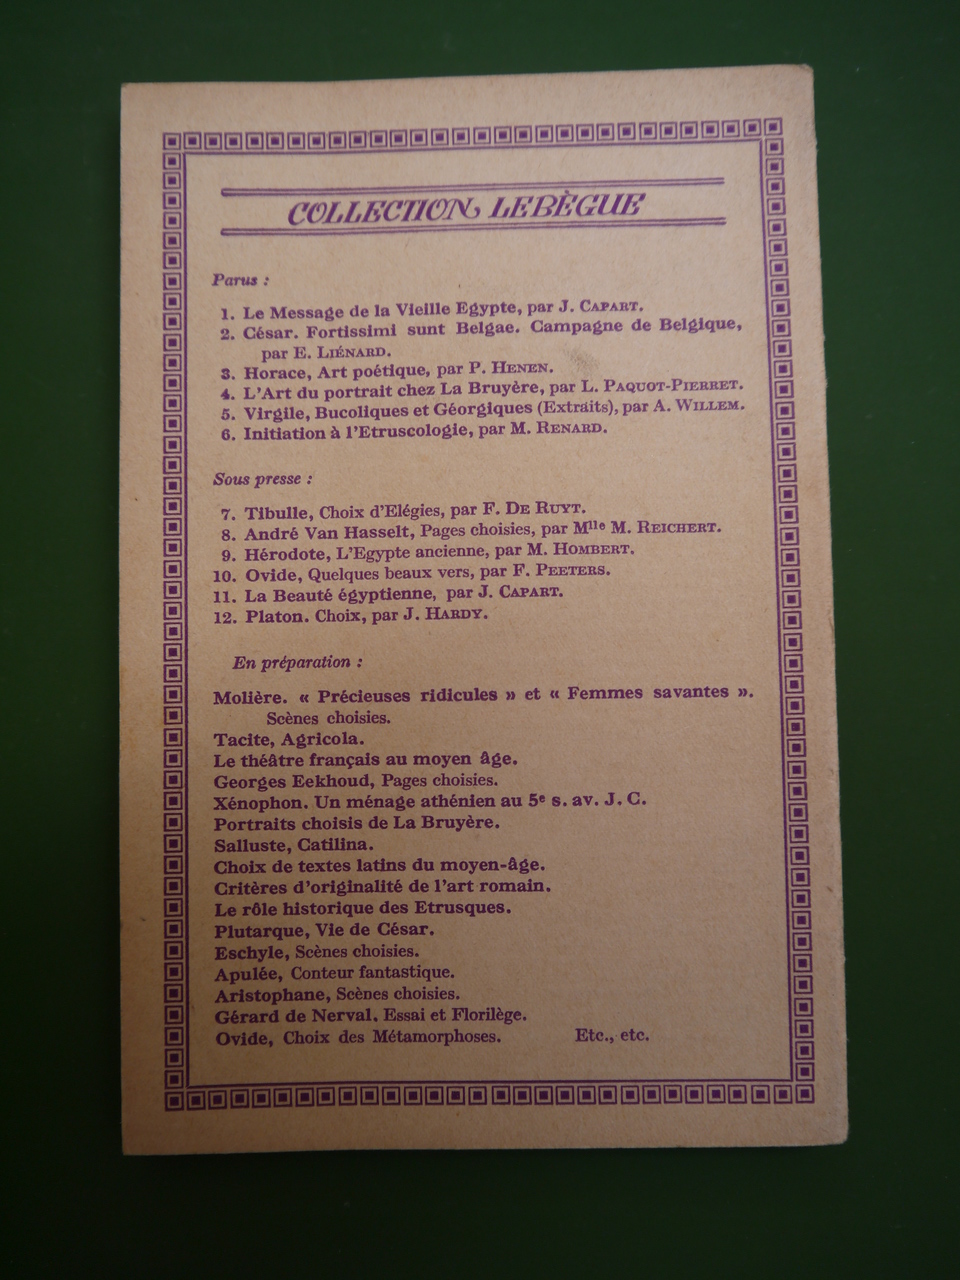 COLLECTION LEBÈGUE
Parus :
1. Le Message de la Vieille Egypte, par J. CAPART.
2. César. Fortissimi sunt Belgae. Campagne de Belgique,
par E. LIÉNARD.
3. Horace, Art poétique, par P. HENEN.
4. L'Art du portrait chez La Bruyère, par L. PAQUOT-PIERRET.
5. Virgile, Bucoliques et Géorgiques (Extraits), par A. WILLEM.
6. Initiation à l'Etruscologie, par M. RENARD.
Sous presse :
7. Tibulle, Choix d'Elégies, par F. DE RUYT.
8. André Van Hasselt, Pages choisies, par Mlle M. REICHERT.
9. Hérodote, L'Egypte ancienne, par M. HOMBERT.
10. Ovide, Quelques beaux vers, par F. PEETERS.
11. La Beauté égyptienne, par J. CAPART.
12. Platon. Choix, par J. HARDY.
En préparation :
Molière. « Précieuses ridicules » et « Femmes savantes ».
Scènes choisies.
Tacite, Agricola.
Le théâtre français au moyen âge.
Georges Eekhoud, Pages choisies.
Xénophon. Un ménage athénien au 5e s. av. J. C.
Portraits choisis de La Bruyère.
Salluste, Catilina.
Choix de textes latins du moyen-âge.
Critères d'originalité de l'art romain.
Le rôle historique des Etrusques.
Plutarque, Vie de César.
Eschyle, Scènes choisies.
Apulée, Conteur fantastique.
Aristophane, Scènes choisies.
Gérard de Nerval. Essai et Florilège.
Ovide, Choix des Métamorphoses. Etc., etc.